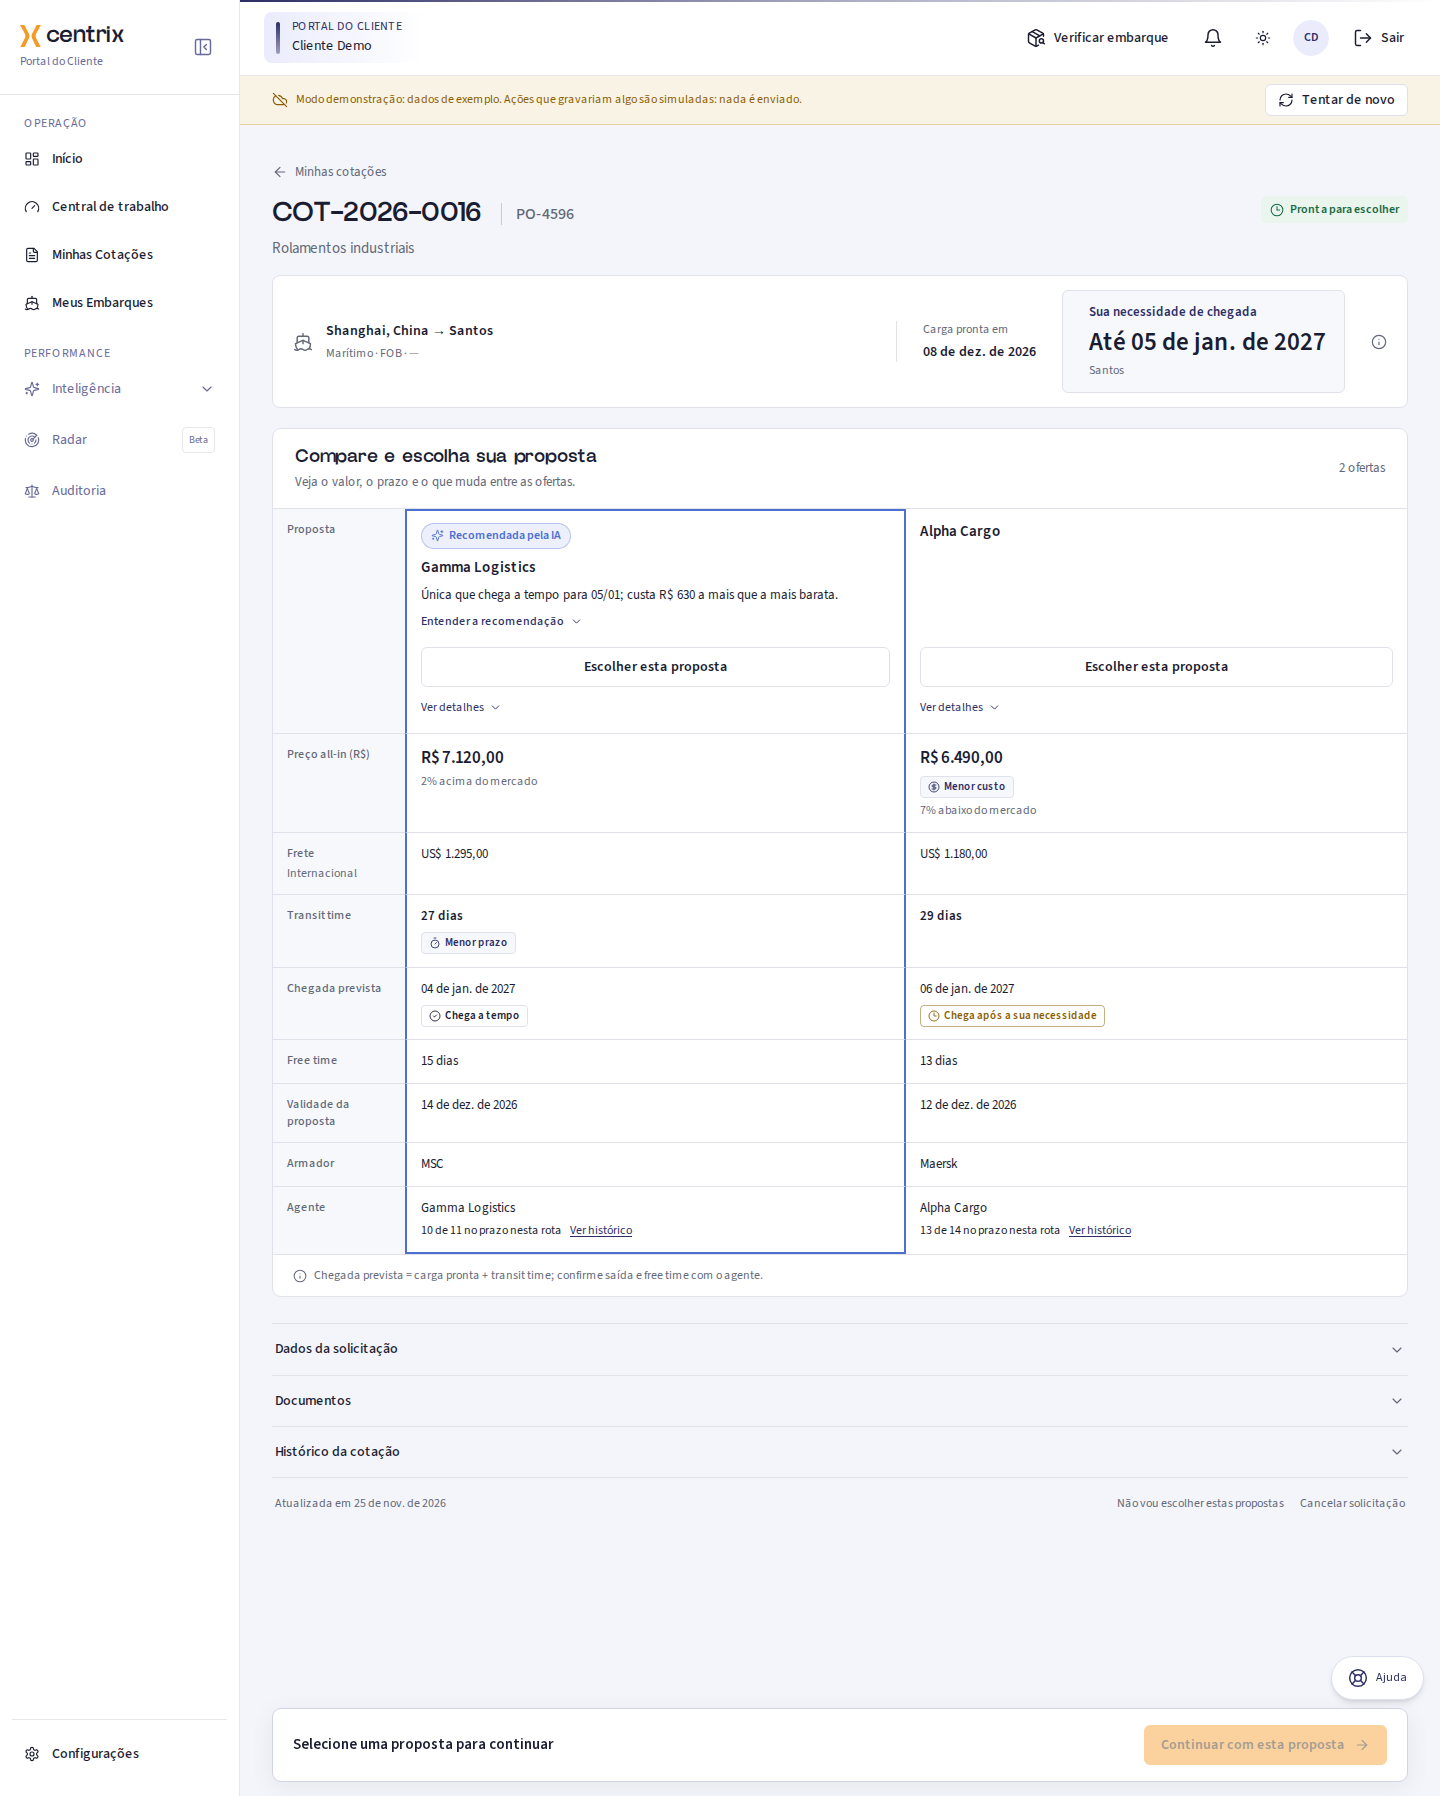 centrix
Portal do Cliente
OPERAÇÃO
Início
Central de trabalho
Minhas Cotações
Meus Embarques
PERFORMANCE
Inteligência
Radar
Beta
Auditoria
Configurações
PORTAL DO CLIENTE
Cliente Demo
Verificar embarque
CD
Sair
Modo demonstração: dados de exemplo. Ações que gravariam algo são simuladas: nada é enviado.
Tentar de novo
Minhas cotações
COT-2026-0016
PO-4596
Pronta para escolher
Rolamentos industriais
Shanghai, China → Santos
Marítimo · FOB · —
Carga pronta em
08 de dez. de 2026
Sua necessidade de chegada
Até 05 de jan. de 2027
Santos
Compare e escolha sua proposta
Veja o valor, o prazo e o que muda entre as ofertas.
2 ofertas
Proposta
Recomendada pela IA
Gamma Logistics
Única que chega a tempo para 05/01; custa R$ 630 a mais que a mais barata.
Entender a recomendação
Escolher esta proposta
Ver detalhes
Alpha Cargo
Escolher esta proposta
Ver detalhes
Preço all-in (R$)
R$ 7.120,00
2% acima do mercado
R$ 6.490,00
Menor custo
7% abaixo do mercado
Frete
Internacional
US$ 1.295,00
US$ 1.180,00
Transit time
27 dias
Menor prazo
29 dias
Chegada prevista
04 de jan. de 2027
Chega a tempo
06 de jan. de 2027
Chega após a sua necessidade
Free time
15 dias
13 dias
Validade da
proposta
14 de dez. de 2026
12 de dez. de 2026
Armador
MSC
Maersk
Agente
Gamma Logistics
10 de 11 no prazo nesta rota Ver histórico
Alpha Cargo
13 de 14 no prazo nesta rota Ver histórico
Chegada prevista = carga pronta + transit time; confirme saída e free time com o agente.
Dados da solicitação
Documentos
Histórico da cotação
Atualizada em 25 de nov. de 2026
Não vou escolher estas propostas
Cancelar solicitação
Ajuda
Selecione uma proposta para continuar
Continuar com esta proposta